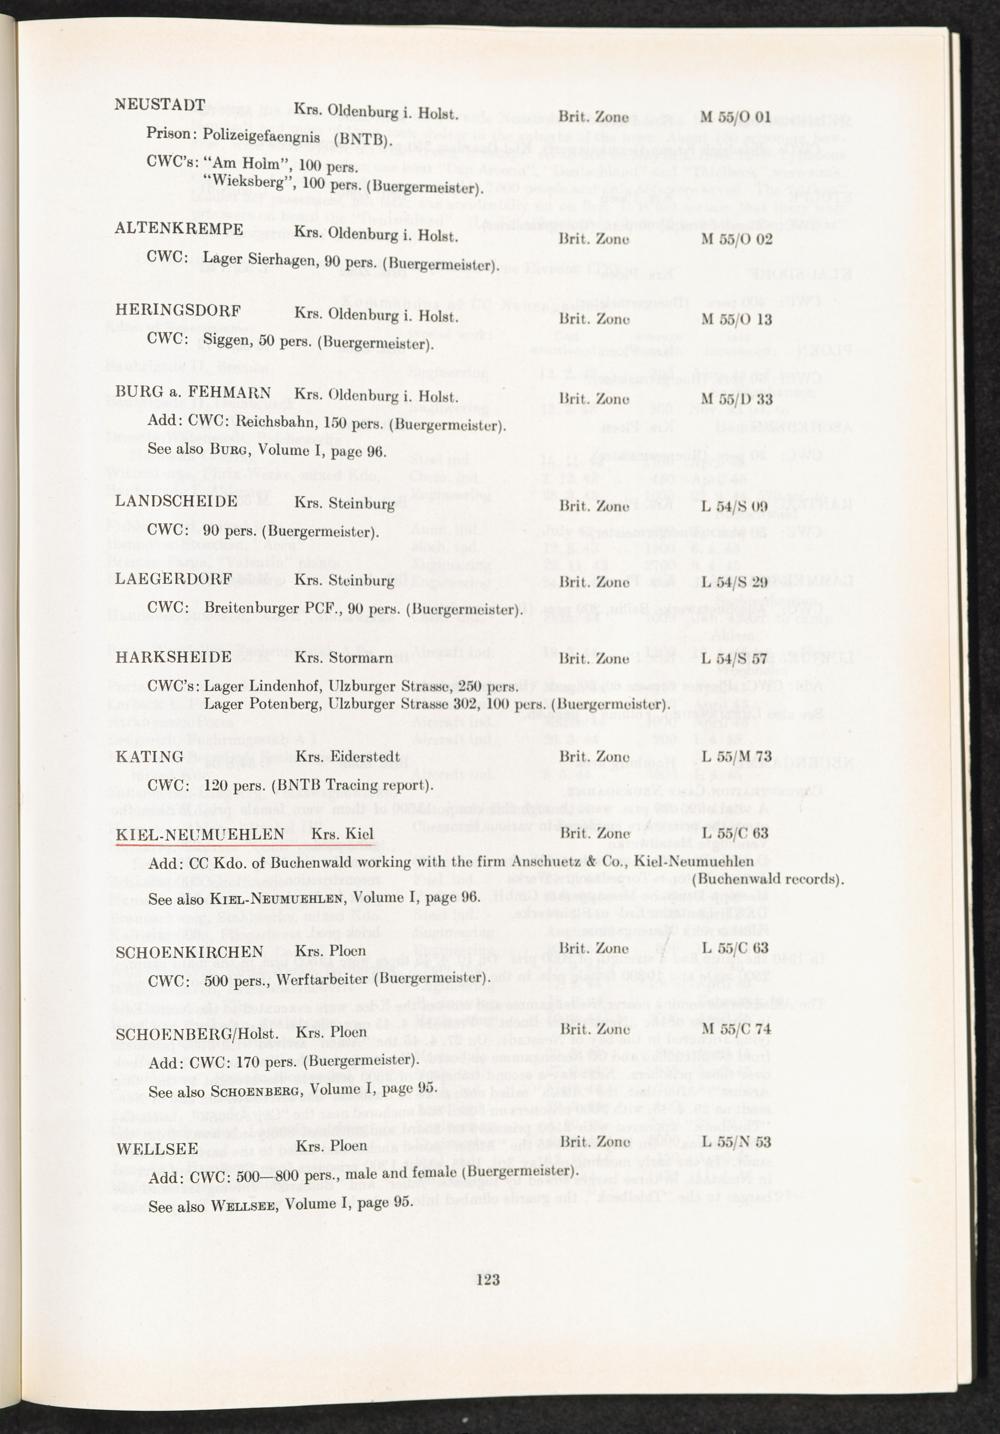 NEUSTADT Krs. Oldenburg i. Holst. Brit. Zone M 55/O 01
Prison: Polizeigefaengnis (BNTB).
CWC's: “Am Holm”, 100 pers.
“Wieksberg”, 100 pers. (Buergermeister).
ALTENKREMPE Krs. Oldenburg i. Holst. Brit. Zone M 55/O 02
CWC: Lager Sierhagen, 90 pers. (Buergermeister).
HERINGSDORF Krs. Oldenburg i. Holst. Brit. Zone M 55/O 13
CWC: Siggen, 50 pers. (Buergermeister).
BURG a. FEHMARN Krs. Oldenburg i. Holst. Brit. Zone M 55/D 33
Add: CWC: Reichsbahn, 150 pers. (Buergermeister).
See also BURG, Volume I, page 96.
LANDSCHEIDE Krs. Steinburg Brit. Zone L 54/S 09
CWC: 90 pers. (Buergermeister).
LAEGERDORF Krs. Steinburg Brit. Zone L 54/S 29
CWC: Breitenburger PCF., 90 pers. (Buergermeister).
HARKSHEIDE Krs. Stormarn Brit. Zone L 54/S 57
CWC's: Lager Lindenhof, Ulzburger Strasse, 250 pers.
Lager Potenberg, Ulzburger Strasse 302, 100 pers. (Buergermeister).
KATING Krs. Eiderstedt Brit. Zone L 55/M 73
CWC: 120 pers. (BNTB Tracing report).
KIEL-NEUMUEHLEN Krs. Kiel Brit. Zone L 55/C 63
Add: CC Kdo. of Buchenwald working with the firm Anschuetz & Co., Kiel-Neumuehlen
(Buchenwald records).
See also KIEL-NEUMUEHLEN, Volume I, page 96.
SCHOENKIRCHEN Krs. Ploen Brit. Zone L 55/C 63
CWC: 500 pers., Werftarbeiter (Buergermeister).
SCHOENBERG/Holst. Krs. Ploen Brit. Zone M 55/C 74
Add: CWC: 170 pers. (Buergermeister).
See also SCHOENBERG, Volume I, page 95.
WELLSEE Krs. Ploen Brit. Zone L 55/N 53
Add: CWC: 500—800 pers., male and female (Buergermeister).
See also WELLSEE, Volume I, page 95.
123